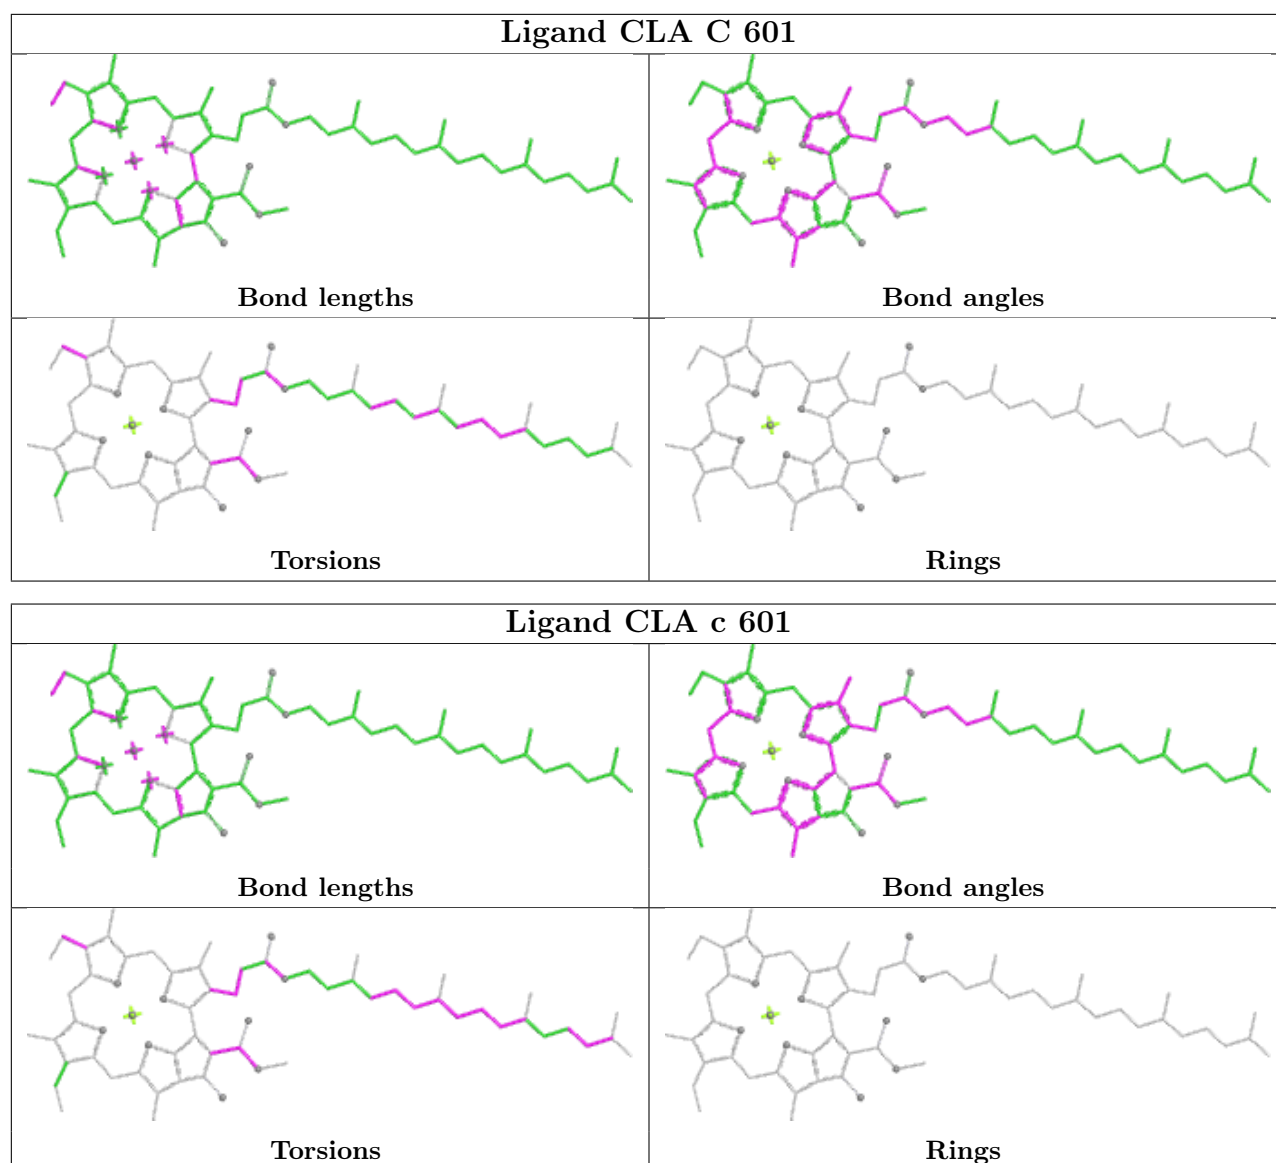 Ligand CLA C 601
Bond lengths
Bond angles
Torsions
Rings
Ligand CLA c 601
Bond lengths
Bond angles
Torsions
Rings